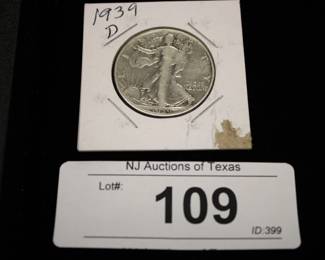 1939
D
NJ Auctions of Texas
Lot#:
109
ID:399